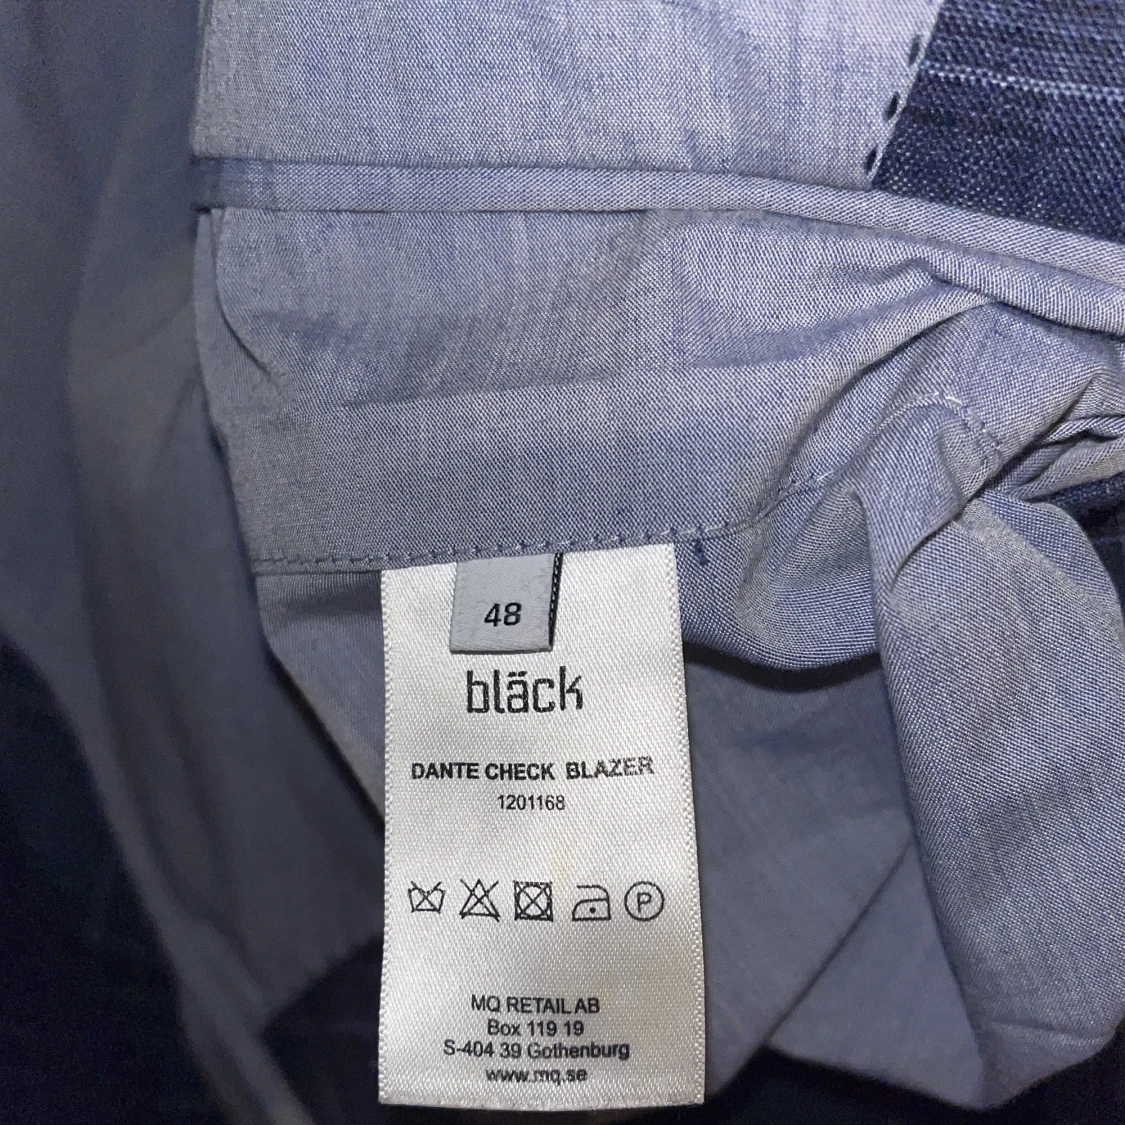 48
bläck
DANTE CHECK BLAZER
1201168
P
MQ RETAIL AB
Box 119 19
S-404 39 Gothenburg
www.mq.se